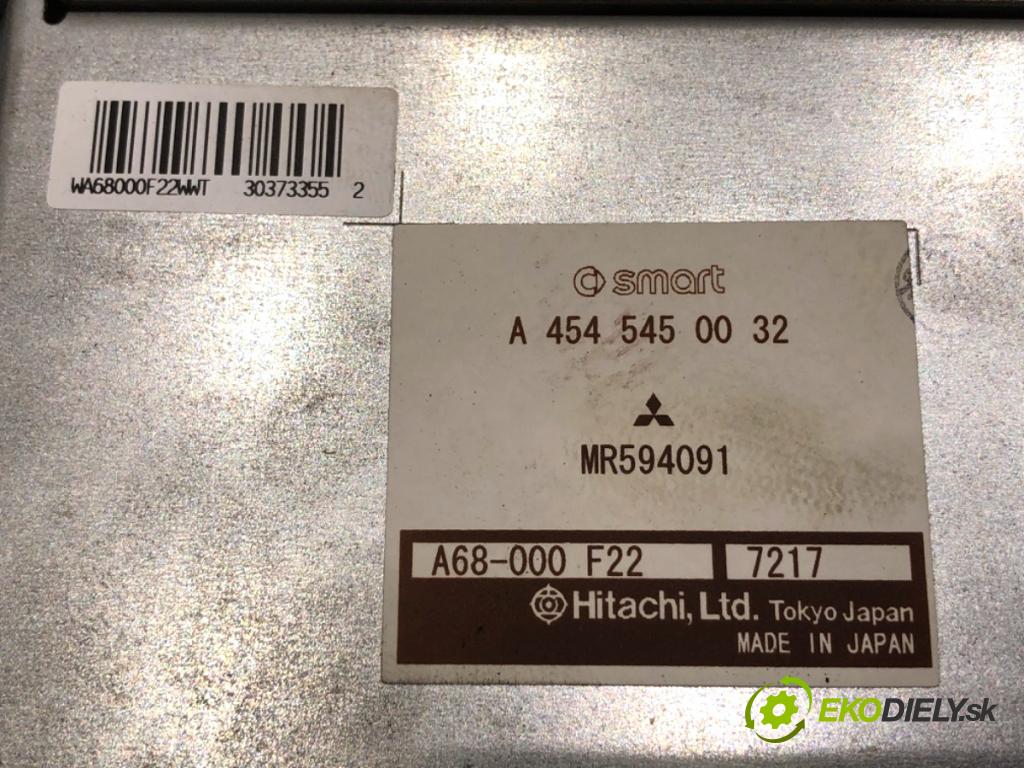 WA68000F22WWT 30373355 2
smart
A 454 545 00 32
MR594091
A68-000 F22 7217
Hitachi, Ltd. Tokyo Japan
MADE IN JAPAN
EKODIELY.sk